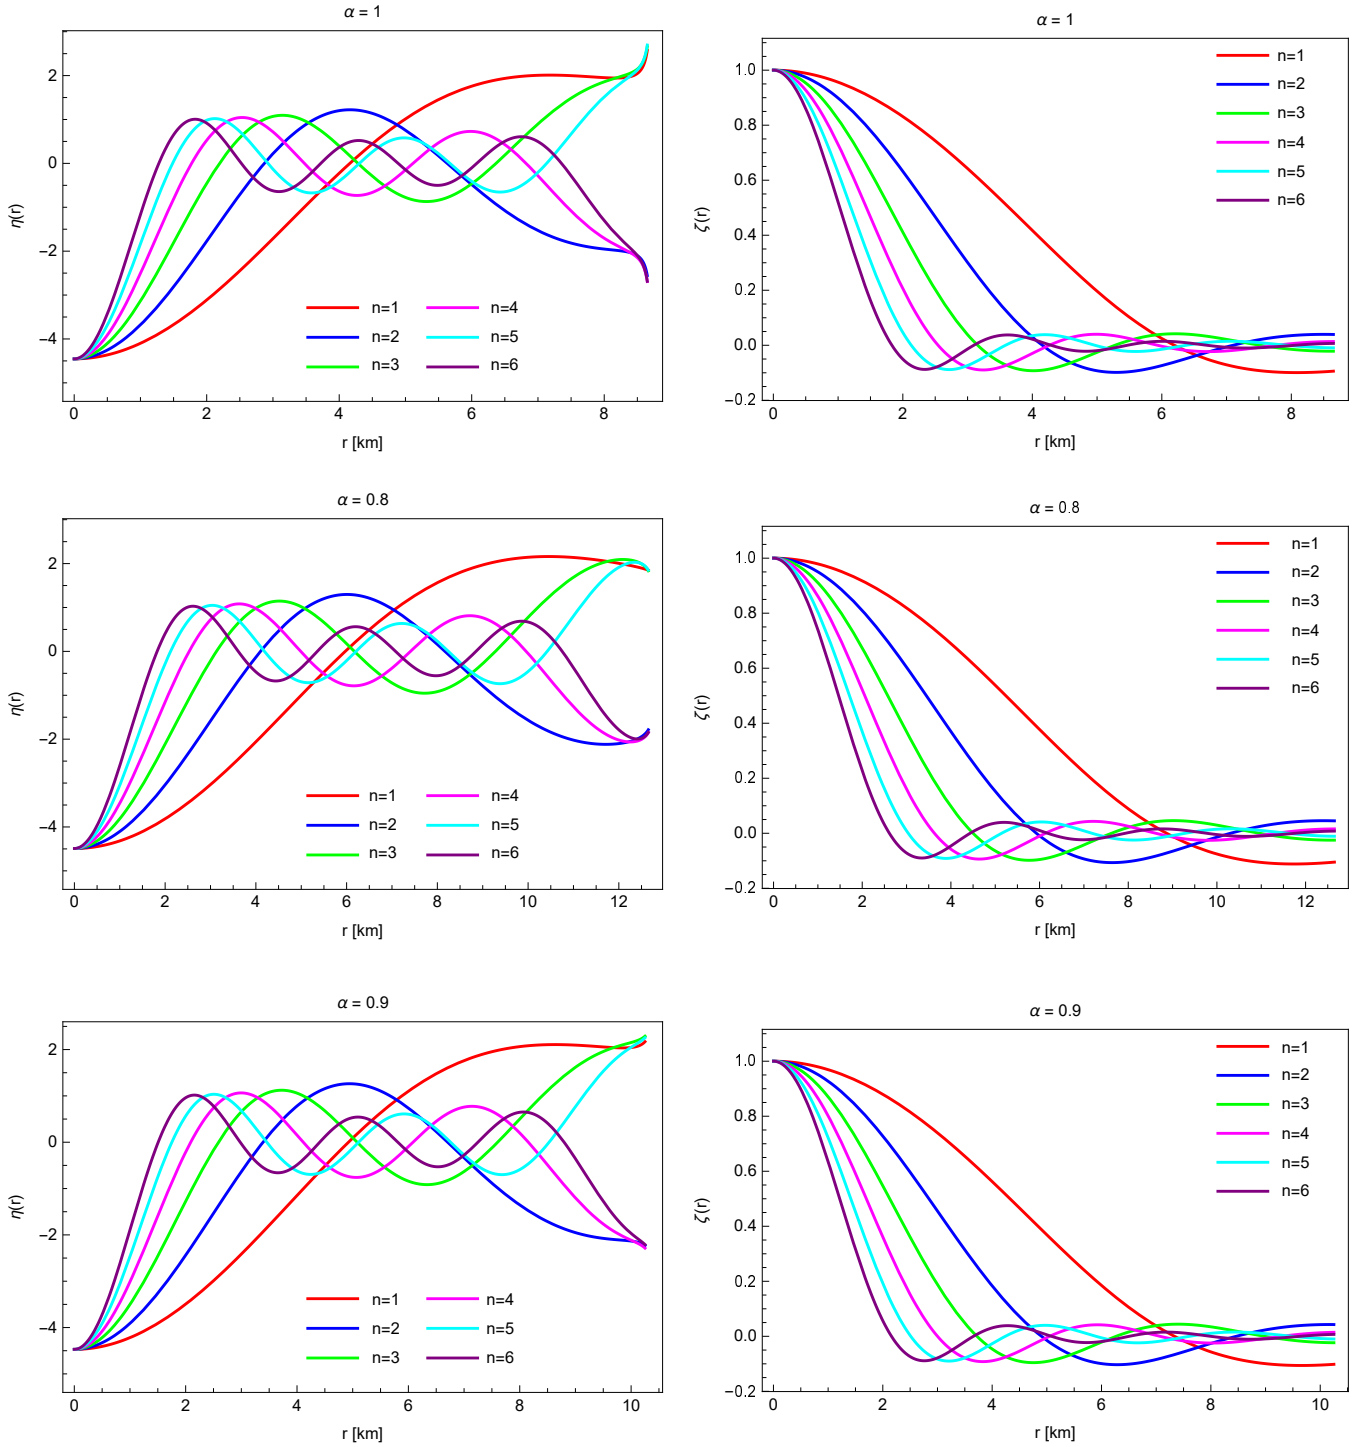 α = 1
η(r)
2
0
−2
−4
n=1
n=2
n=3
n=4
n=5
n=6
0 2 4 6 8
r [km]
α = 1
ζ(r)
1.0
0.8
0.6
0.4
0.2
0.0
−0.2
n=1
n=2
n=3
n=4
n=5
n=6
0 2 4 6 8
r [km]
α = 0.8
η(r)
2
0
−2
−4
n=1
n=2
n=3
n=4
n=5
n=6
0 2 4 6 8 10 12
r [km]
α = 0.8
ζ(r)
1.0
0.8
0.6
0.4
0.2
0.0
−0.2
n=1
n=2
n=3
n=4
n=5
n=6
0 2 4 6 8 10 12
r [km]
α = 0.9
η(r)
2
0
−2
−4
n=1
n=2
n=3
n=4
n=5
n=6
0 2 4 6 8 10
r [km]
α = 0.9
ζ(r)
1.0
0.8
0.6
0.4
0.2
0.0
−0.2
n=1
n=2
n=3
n=4
n=5
n=6
0 2 4 6 8 10
r [km]